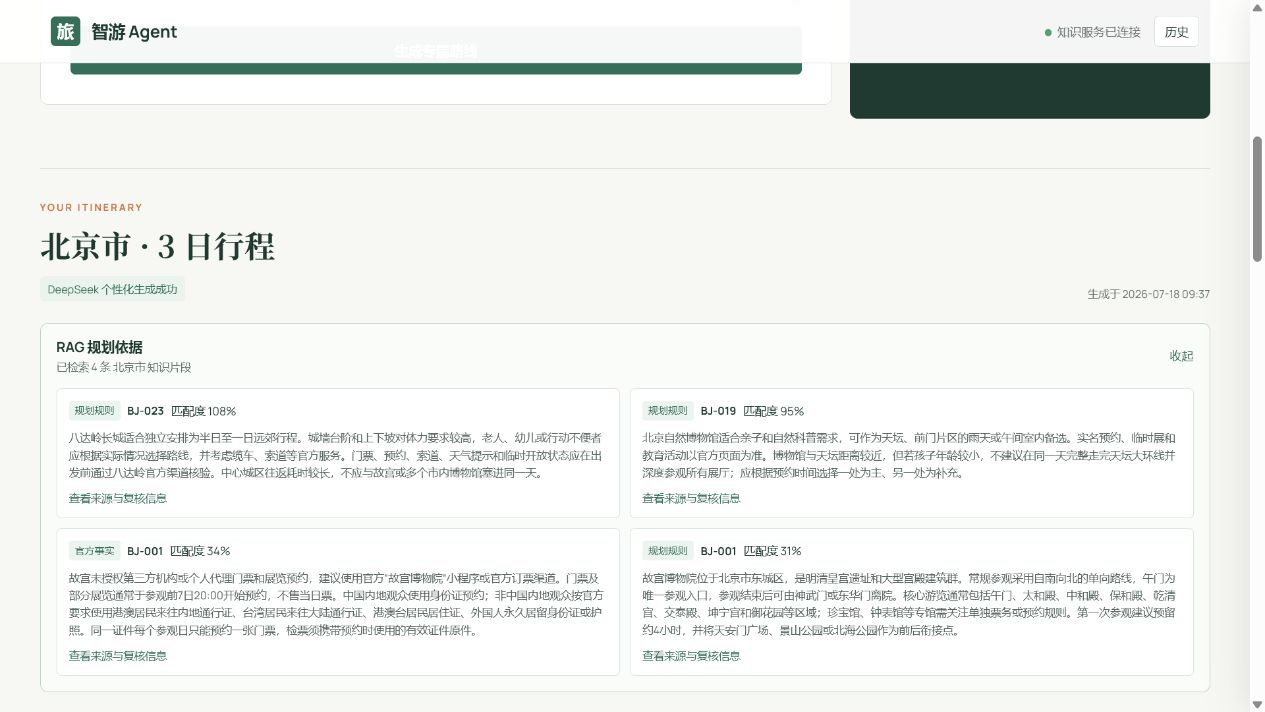 旅 智游 Agent
知识服务已连接 历史
生成专属路线
YOUR ITINERARY
北京市 · 3 日行程
DeepSeek 个性化生成成功
生成于 2026-07-18 09:37
RAG 规划依据
已检索 4 条 北京市 知识片段
收起
规划规则 BJ-023 匹配度 108%
八达岭长城适合独立安排为半日至一日远郊行程。城墙台阶和上下坡对体力要求较高，老人、幼儿或行动不便者
应根据实际情况选择路线，并考虑缆车、索道等官方服务。门票、预约、索道、天气提示和临时开放状态应在出
发前通过八达岭官方渠道核验。中心城区往返耗时较长，不应与故宫或多个市内博物馆塞进同一天。
查看来源与复核信息
规划规则 BJ-019 匹配度 95%
北京自然博物馆适合亲子和自然科普需求，可作为天坛、前门片区的雨天或午间室内备选。实名预约、临时展和
教育活动以官方页面为准。博物馆与天坛距离较近，但若孩子年龄较小，不建议在同一天完整走完天坛大环线并
深度参观所有展厅；应根据预约时间选择一处为主、另一处为补充。
查看来源与复核信息
官方事实 BJ-001 匹配度 34%
故宫未授权第三方机构或个人代理门票和展览预约，建议使用官方“故宫博物院”小程序或官方订票渠道。门票及
部分展览通常于参观前7日20:00开始预约，不售当日票。中国内地观众使用身份证预约；非中国内地观众按官方
要求使用港澳居民来往内地通行证、台湾居民来往大陆通行证、港澳台居民居住证、外国人永久居留身份证或护
照。同一证件每个参观日只能预约一张门票，检票须携带预约时使用的有效证件原件。
查看来源与复核信息
规划规则 BJ-001 匹配度 31%
故宫博物院位于北京市东城区，是明清皇宫遗址和大型宫殿建筑群。常规参观采用自南向北的单向路线，午门为
唯一参观入口，参观结束后可由神武门或东华门离院。核心游览通常包括午门、太和殿、中和殿、保和殿、乾清
宫、交泰殿、坤宁宫和御花园等区域；珍宝馆、钟表馆等专馆需关注单独票务或预约规则。第一次参观建议预留
约4小时，并将天安门广场、景山公园或北海公园作为前后衔接点。
查看来源与复核信息